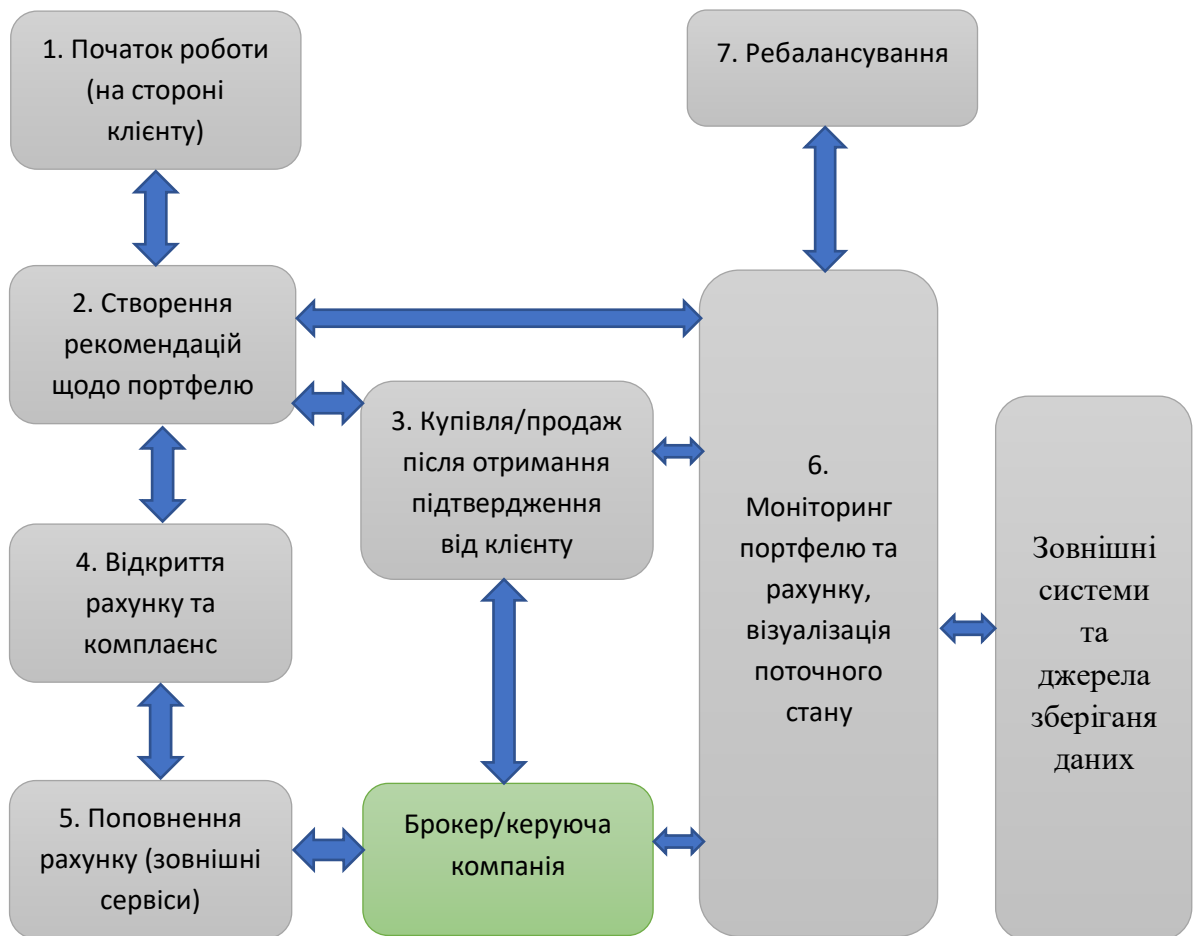 1. Початок роботи
(на стороні
клієнту)
7. Ребалансування
2. Створення
рекомендацій
щодо портфелю
3. Купівля/продаж
після отримання
підтвердження
від клієнту
4. Відкриття
рахунку та
комплаєнс
5. Поповнення
рахунку (зовнішні
сервіси)
Брокер/керуюча
компанія
6.
Моніторинг
портфелю та
рахунку,
візуалізація
поточного
стану
Зовнішні
системи
та
джерела
зберіганя
даних